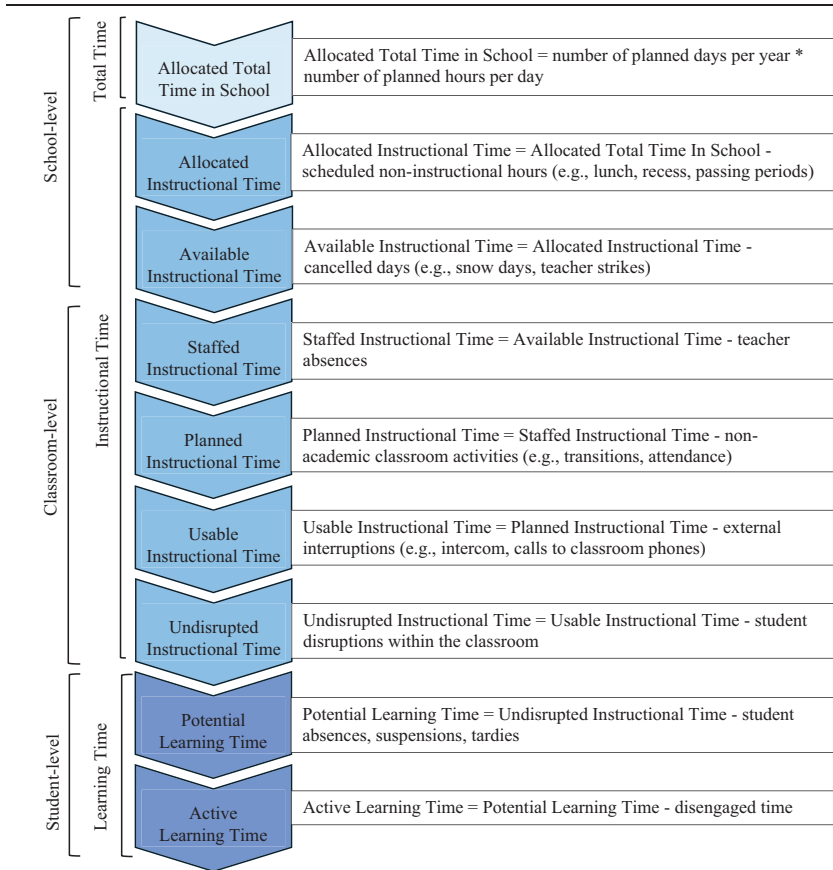 School-level
Total Time
Allocated Total
Time in School
Allocated Total Time in School = number of planned days per year *
number of planned hours per day
Instructional Time
Allocated
Instructional Time
Allocated Instructional Time = Allocated Total Time In School -
scheduled non-instructional hours (e.g., lunch, recess, passing periods)
Available
Instructional Time
Available Instructional Time = Allocated Instructional Time -
cancelled days (e.g., snow days, teacher strikes)
Classroom-level
Staffed
Instructional Time
Staffed Instructional Time = Available Instructional Time - teacher
absences
Planned
Instructional Time
Planned Instructional Time = Staffed Instructional Time - non-
academic classroom activities (e.g., transitions, attendance)
Usable
Instructional Time
Usable Instructional Time = Planned Instructional Time - external
interruptions (e.g., intercom, calls to classroom phones)
Undisrupted
Instructional Time
Undisrupted Instructional Time = Usable Instructional Time - student
disruptions within the classroom
Student-level
Learning Time
Potential
Learning Time
Potential Learning Time = Undisrupted Instructional Time - student
absences, suspensions, tardies
Active
Learning Time
Active Learning Time = Potential Learning Time - disengaged time